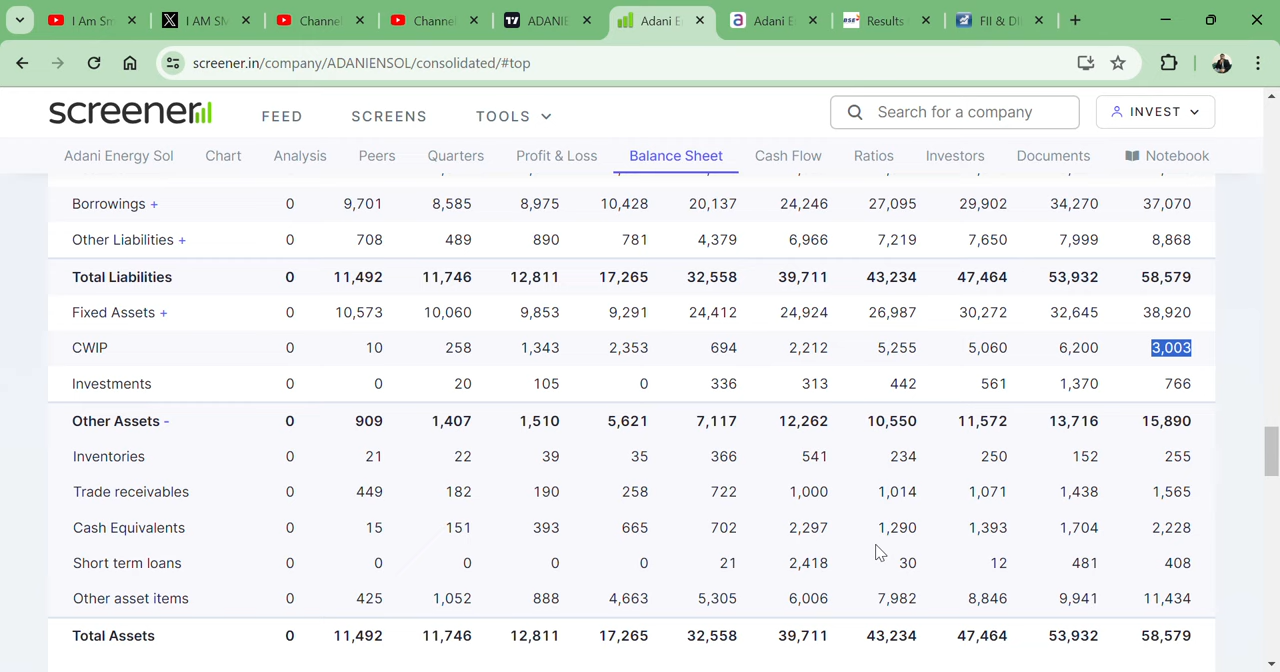 I Am Sm
I AM SM
Channel
Channel
ADANIE
Adani E
Adani E
BSE Results
FII & DI
screener.in/company/ADANIENSOL/consolidated/#top
screener
FEED SCREENS TOOLS
Search for a company
INVEST
Adani Energy Sol Chart Analysis Peers Quarters Profit & Loss Balance Sheet Cash Flow Ratios Investors Documents Notebook
Borrowings + 0 9,701 8,585 8,975 10,428 20,137 24,246 27,095 29,902 34,270 37,070
Other Liabilities + 0 708 489 890 781 4,379 6,966 7,219 7,650 7,999 8,868
Total Liabilities 0 11,492 11,746 12,811 17,265 32,558 39,711 43,234 47,464 53,932 58,579
Fixed Assets + 0 10,573 10,060 9,853 9,291 24,412 24,924 26,987 30,272 32,645 38,920
CWIP 0 10 258 1,343 2,353 694 2,212 5,255 5,060 6,200 3,003
Investments 0 0 20 105 0 336 313 442 561 1,370 766
Other Assets - 0 909 1,407 1,510 5,621 7,117 12,262 10,550 11,572 13,716 15,890
Inventories 0 21 22 39 35 366 541 234 250 152 255
Trade receivables 0 449 182 190 258 722 1,000 1,014 1,071 1,438 1,565
Cash Equivalents 0 15 151 393 665 702 2,297 1,290 1,393 1,704 2,228
Short term loans 0 0 0 0 0 21 2,418 30 12 481 408
Other asset items 0 425 1,052 888 4,663 5,305 6,006 7,982 8,846 9,941 11,434
Total Assets 0 11,492 11,746 12,811 17,265 32,558 39,711 43,234 47,464 53,932 58,579